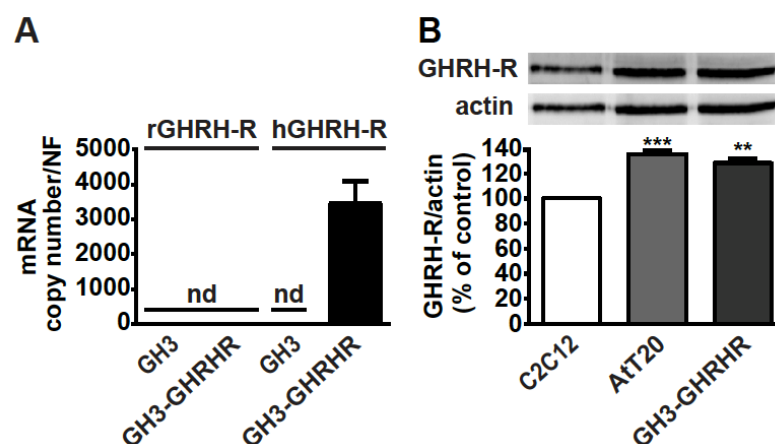 A
rGHRH-R hGHRH-R
mRNA
copy number/NF
5000
4000
3000
2000
1000
0
nd
nd
GH3
GH3-GHRHR
GH3
GH3-GHRHR
B
GHRH-R
actin
GHRH-R/actin
(% of control)
140
120
100
80
60
40
20
0
***
**
C2C12
AtT20
GH3-GHRHR